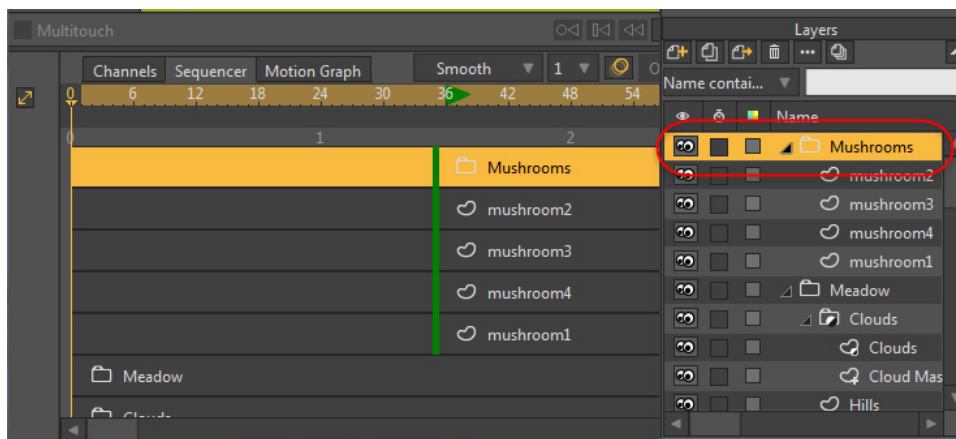 Multitouch
Channels Sequencer Motion Graph Smooth 1
0 6 12 18 24 30 36 42 48 54
0 1 2
Mushrooms
mushroom2
mushroom3
mushroom4
mushroom1
Meadow
Clouds
Layers
Name contai...
Name
Mushrooms
mushroom2
mushroom3
mushroom4
mushroom1
Meadow
Clouds
Clouds
Cloud Mas
Hills